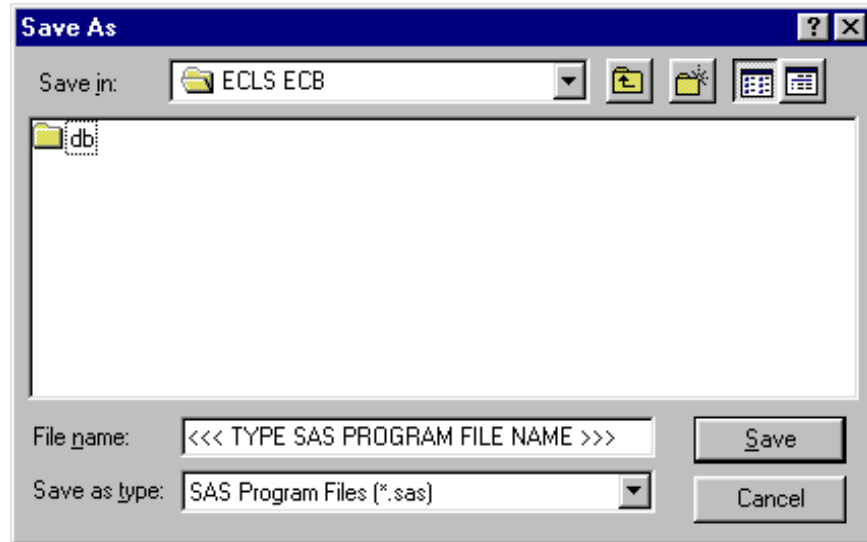 Save As
Save in: ECLS ECB
db
File name: <<< TYPE SAS PROGRAM FILE NAME >>> Save
Save as type: SAS Program Files (*.sas) Cancel